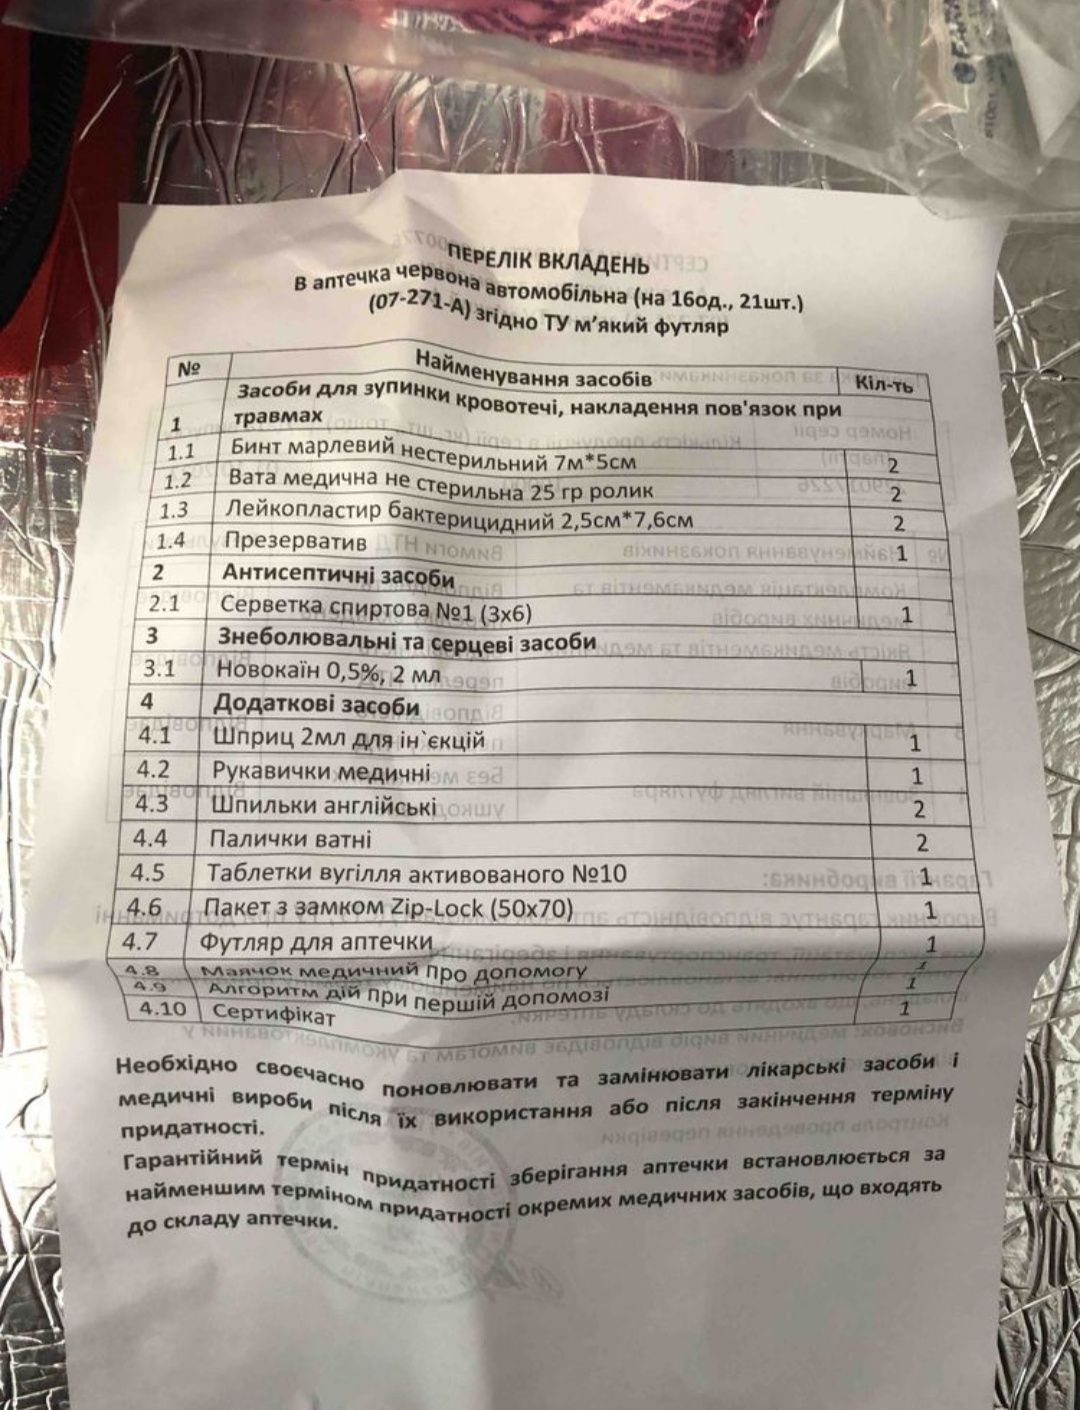 ПЕРЕЛІК ВКЛАДЕНЬ
В аптечка червона автомобільна (на 16од., 21шт.)
(07-271-А) згідно ТУ м'який футляр
№ Найменування засобів Кіл-ть
1 Засоби для зупинки кровотечі, накладення пов'язок при травмах
1.1 Бинт марлевий нестерильний 7м*5см 2
1.2 Вата медична не стерильна 25 гр ролик 2
1.3 Лейкопластир бактерицидний 2,5см*7,6см 2
1.4 Презерватив 1
2 Антисептичні засоби
2.1 Серветка спиртова №1 (3х6) 1
3 Знеболювальні та серцеві засоби
3.1 Новокаїн 0,5%, 2 мл 1
4 Додаткові засоби
4.1 Шприц 2мл для ін`єкцій 1
4.2 Рукавички медичні 1
4.3 Шпильки англійські 2
4.4 Палички ватні 2
4.5 Таблетки вугілля активованого №10 1
4.6 Пакет з замком Zip-Lock (50х70) 1
4.7 Футляр для аптечки 1
4.8 Маячок медичний Про допомогу 1
4.9 Алгоритм дій при першій допомозі 1
4.10 Сертифікат 1
Необхідно своєчасно поновлювати та замінювати лікарські засоби і
медичні вироби після їх використання або після закінчення терміну
придатності.
Гарантійний термін придатності зберігання аптечки встановлюється за
найменшим терміном придатності окремих медичних засобів, що входять
до складу аптечки.